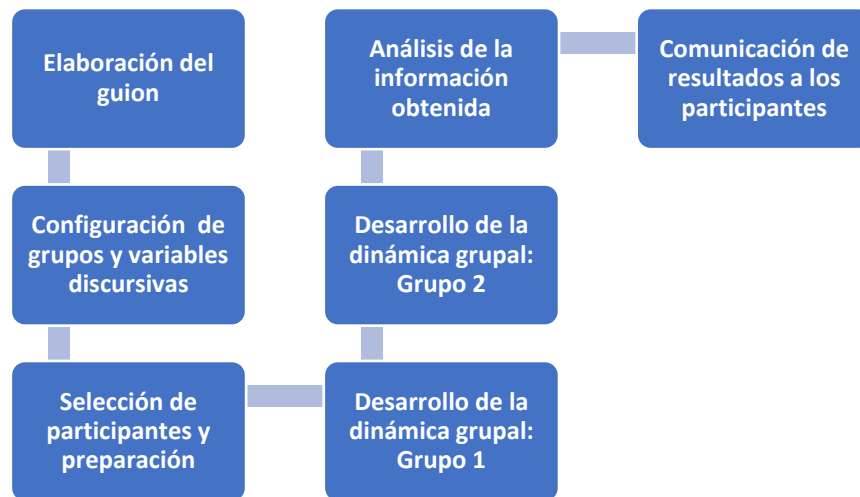 Elaboración del
guion
Configuración de
grupos y variables
discursivas
Selección de
participantes y
preparación
Desarrollo de la
dinámica grupal:
Grupo 1
Desarrollo de la
dinámica grupal:
Grupo 2
Análisis de la
información
obtenida
Comunicación de
resultados a los
participantes